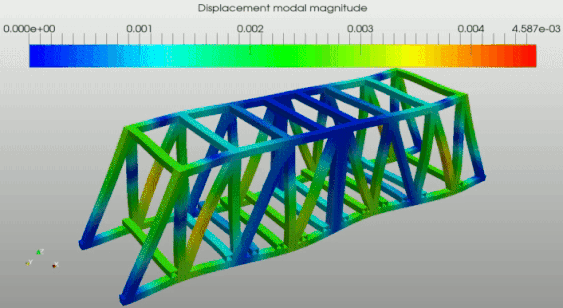 Displacement modal magnitude
0.000e+00 0.001 0.002 0.003 0.004 4.587e-03
Y
X